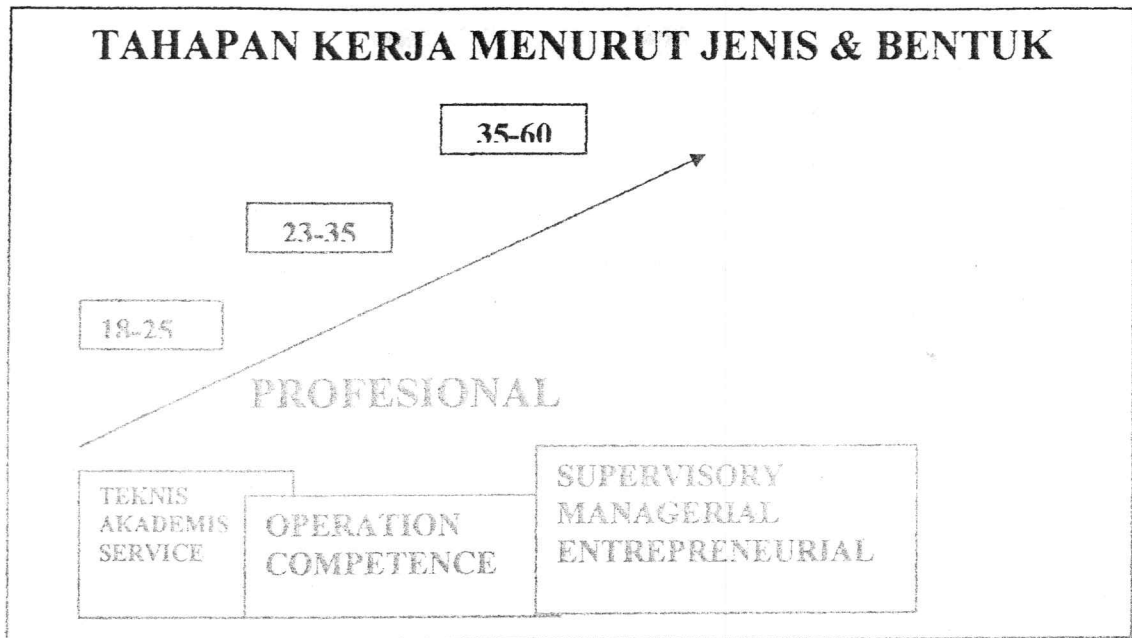 TAHAPAN KERJA MENURUT JENIS & BENTUK
35-60
23-35
18-25
PROFESIONAL
TEKNIS
AKADEMIS
SERVICE
OPERATION
COMPETENCE
SUPERVISORY
MANAGERIAL
ENTREPRENEURIAL